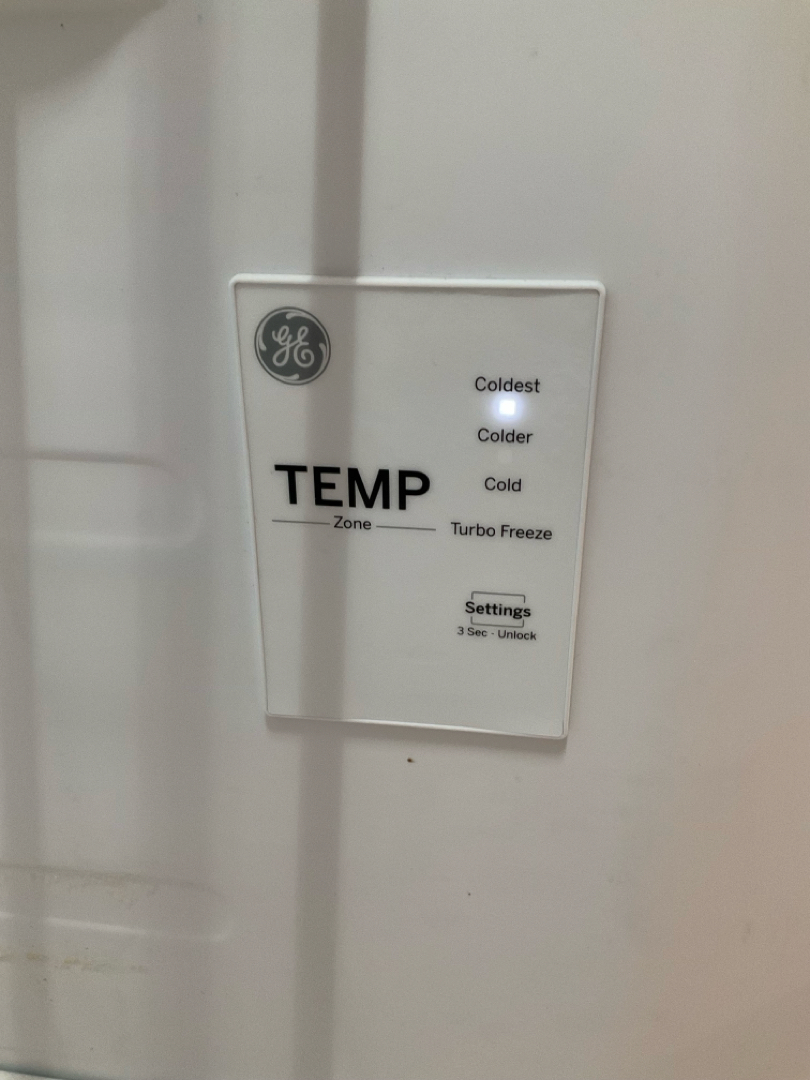 GE
Coldest
Colder
TEMP
Cold
Zone
Turbo Freeze
Settings
3 Sec - Unlock